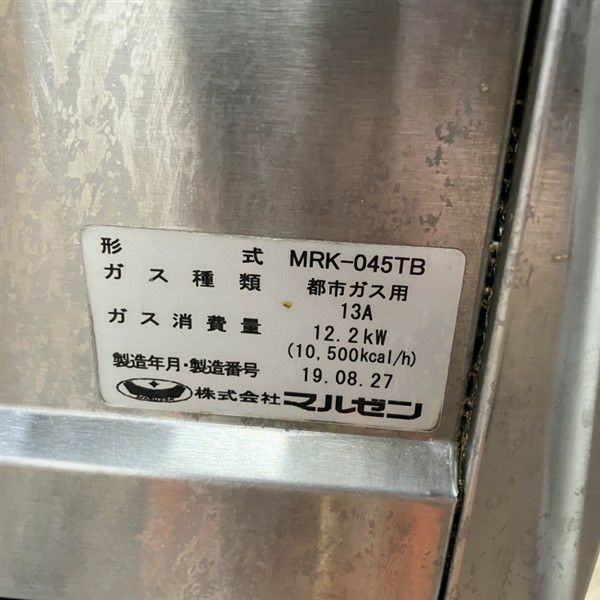 形式 MRK-045TB
ガス種類 都市ガス用
13A
ガス消費量 12.2kW
(10,500kcal/h)
製造年月・製造番号 19.08.27
株式会社マルゼン